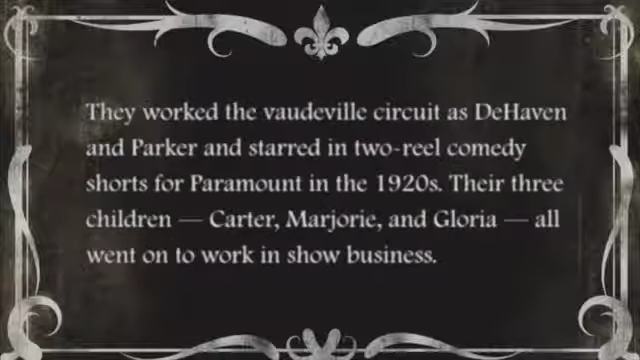 They worked the vaudeville circuit as DeHaven
and Parker and starred in two-reel comedy
shorts for Paramount in the 1920s. Their three
children — Carter, Marjorie, and Gloria — all
went on to work in show business.